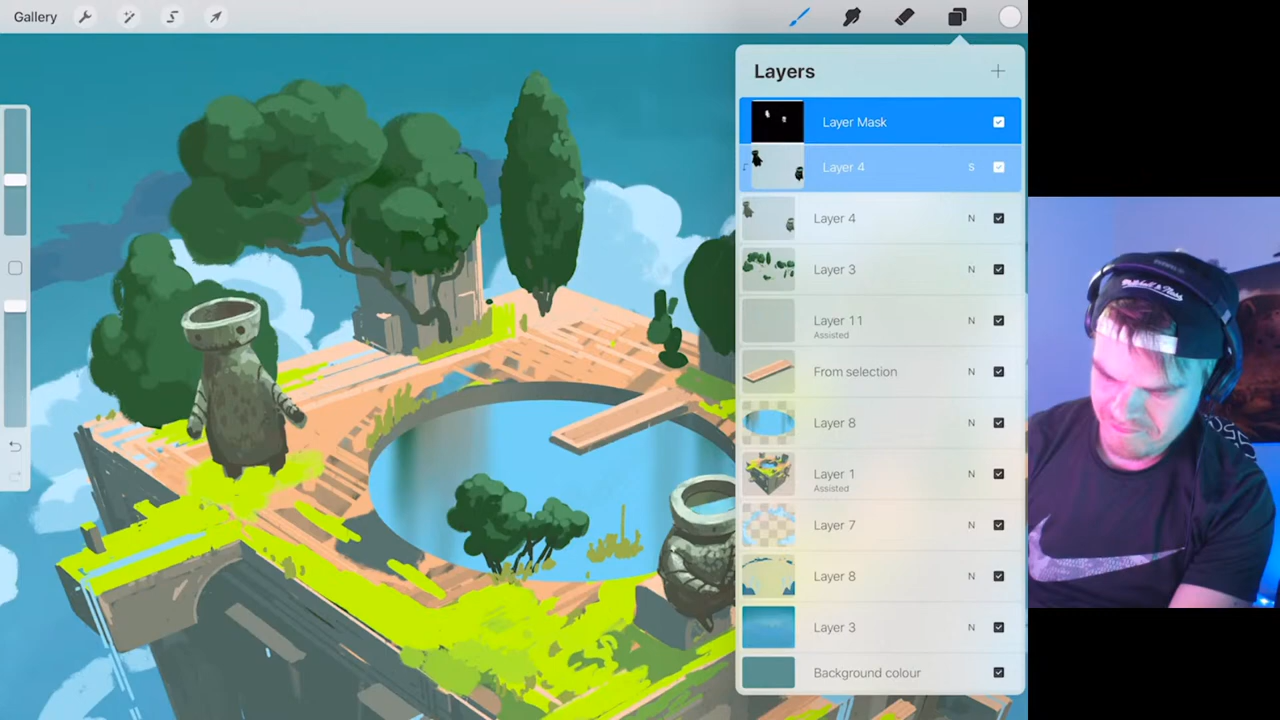 Gallery
Layers
Layer Mask
Layer 4
S
Layer 4
N
Layer 3
N
Layer 11
Assisted
N
From selection
N
Layer 8
N
Layer 1
Assisted
N
Layer 7
N
Layer 8
N
Layer 3
N
Background colour